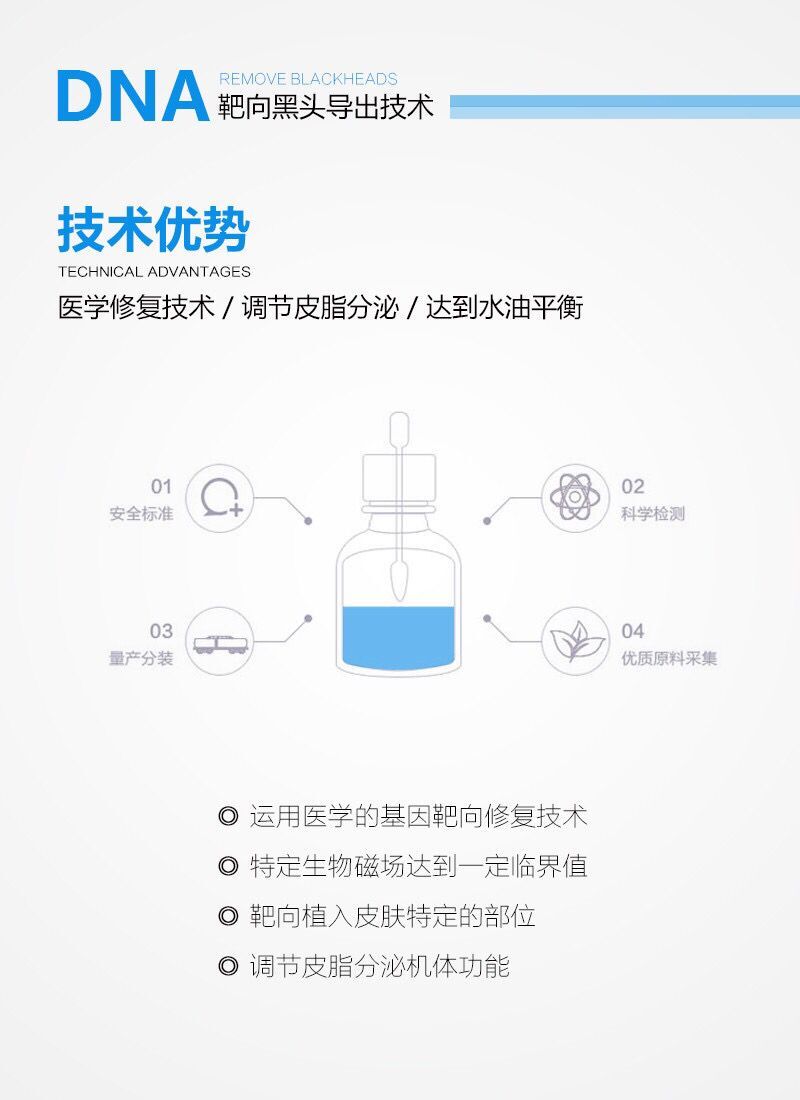 DNA
REMOVE BLACKHEADS
靶向黑头导出技术
技术优势
TECHNICAL ADVANTAGES
医学修复技术 / 调节皮脂分泌 / 达到水油平衡
01
安全标准
02
科学检测
03
量产分装
04
优质原料采集
◎ 运用医学的基因靶向修复技术
◎ 特定生物磁场达到一定临界值
◎ 靶向植入皮肤特定的部位
◎ 调节皮脂分泌机体功能